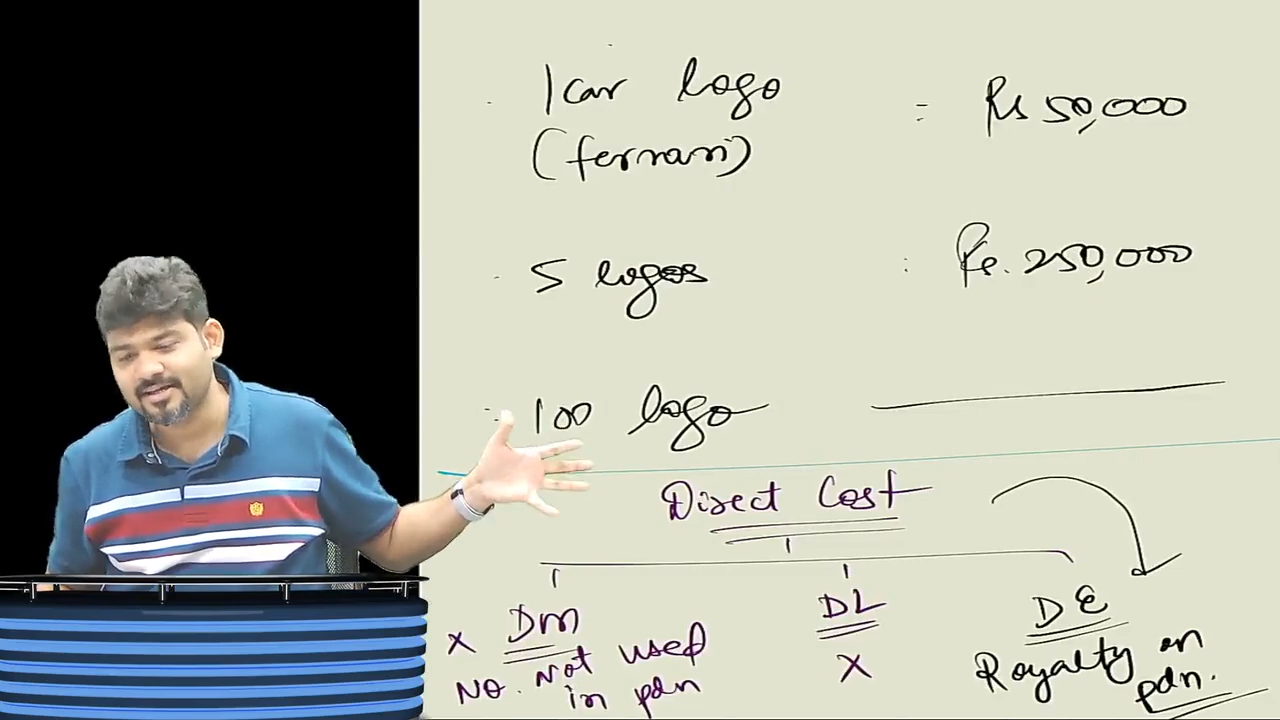 1 car logo = Rs 50,000
(ferrari)
5 logos : Rs. 250,000
100 logo
Direct Cost
X DM DL DE
NO. Not used X Royalty on
in pdn pdn.